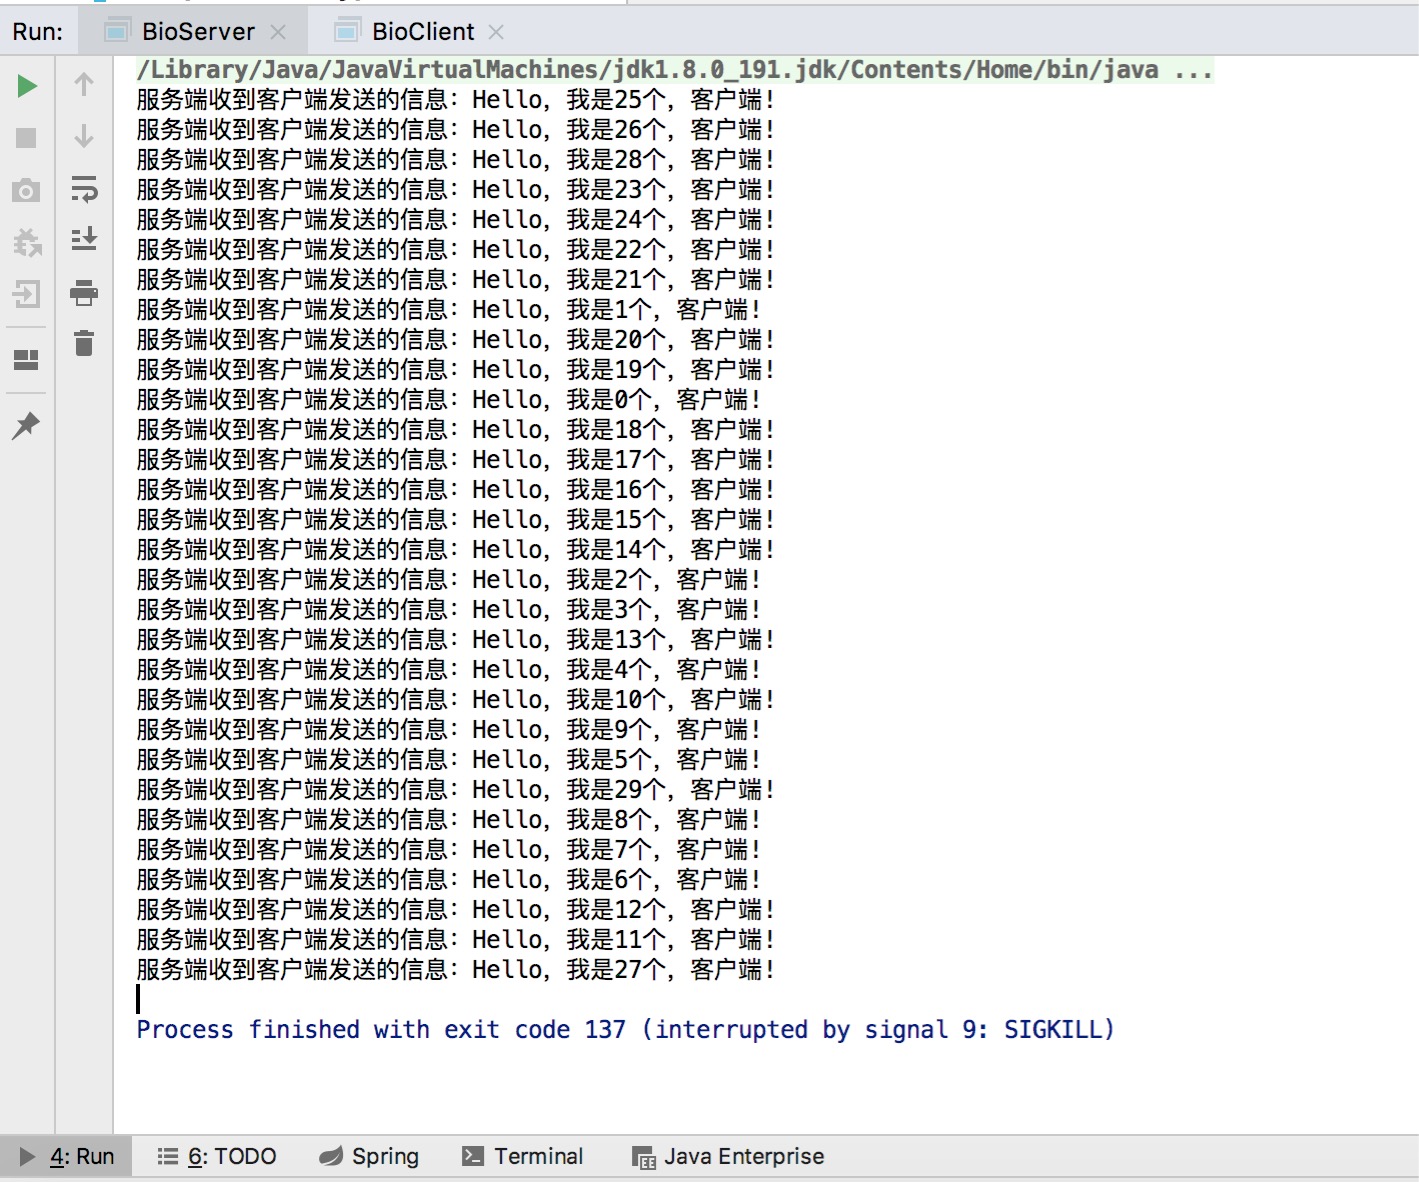 Run: BioServer BioClient
/Library/Java/JavaVirtualMachines/jdk1.8.0_191.jdk/Contents/Home/bin/java ...
服务端收到客户端发送的信息：Hello，我是25个，客户端！
服务端收到客户端发送的信息：Hello，我是26个，客户端！
服务端收到客户端发送的信息：Hello，我是28个，客户端！
服务端收到客户端发送的信息：Hello，我是23个，客户端！
服务端收到客户端发送的信息：Hello，我是24个，客户端！
服务端收到客户端发送的信息：Hello，我是22个，客户端！
服务端收到客户端发送的信息：Hello，我是21个，客户端！
服务端收到客户端发送的信息：Hello，我是1个，客户端！
服务端收到客户端发送的信息：Hello，我是20个，客户端！
服务端收到客户端发送的信息：Hello，我是19个，客户端！
服务端收到客户端发送的信息：Hello，我是0个，客户端！
服务端收到客户端发送的信息：Hello，我是18个，客户端！
服务端收到客户端发送的信息：Hello，我是17个，客户端！
服务端收到客户端发送的信息：Hello，我是16个，客户端！
服务端收到客户端发送的信息：Hello，我是15个，客户端！
服务端收到客户端发送的信息：Hello，我是14个，客户端！
服务端收到客户端发送的信息：Hello，我是2个，客户端！
服务端收到客户端发送的信息：Hello，我是3个，客户端！
服务端收到客户端发送的信息：Hello，我是13个，客户端！
服务端收到客户端发送的信息：Hello，我是4个，客户端！
服务端收到客户端发送的信息：Hello，我是10个，客户端！
服务端收到客户端发送的信息：Hello，我是9个，客户端！
服务端收到客户端发送的信息：Hello，我是5个，客户端！
服务端收到客户端发送的信息：Hello，我是29个，客户端！
服务端收到客户端发送的信息：Hello，我是8个，客户端！
服务端收到客户端发送的信息：Hello，我是7个，客户端！
服务端收到客户端发送的信息：Hello，我是6个，客户端！
服务端收到客户端发送的信息：Hello，我是12个，客户端！
服务端收到客户端发送的信息：Hello，我是11个，客户端！
服务端收到客户端发送的信息：Hello，我是27个，客户端！
Process finished with exit code 137 (interrupted by signal 9: SIGKILL)
4: Run 6: TODO Spring Terminal Java Enterprise